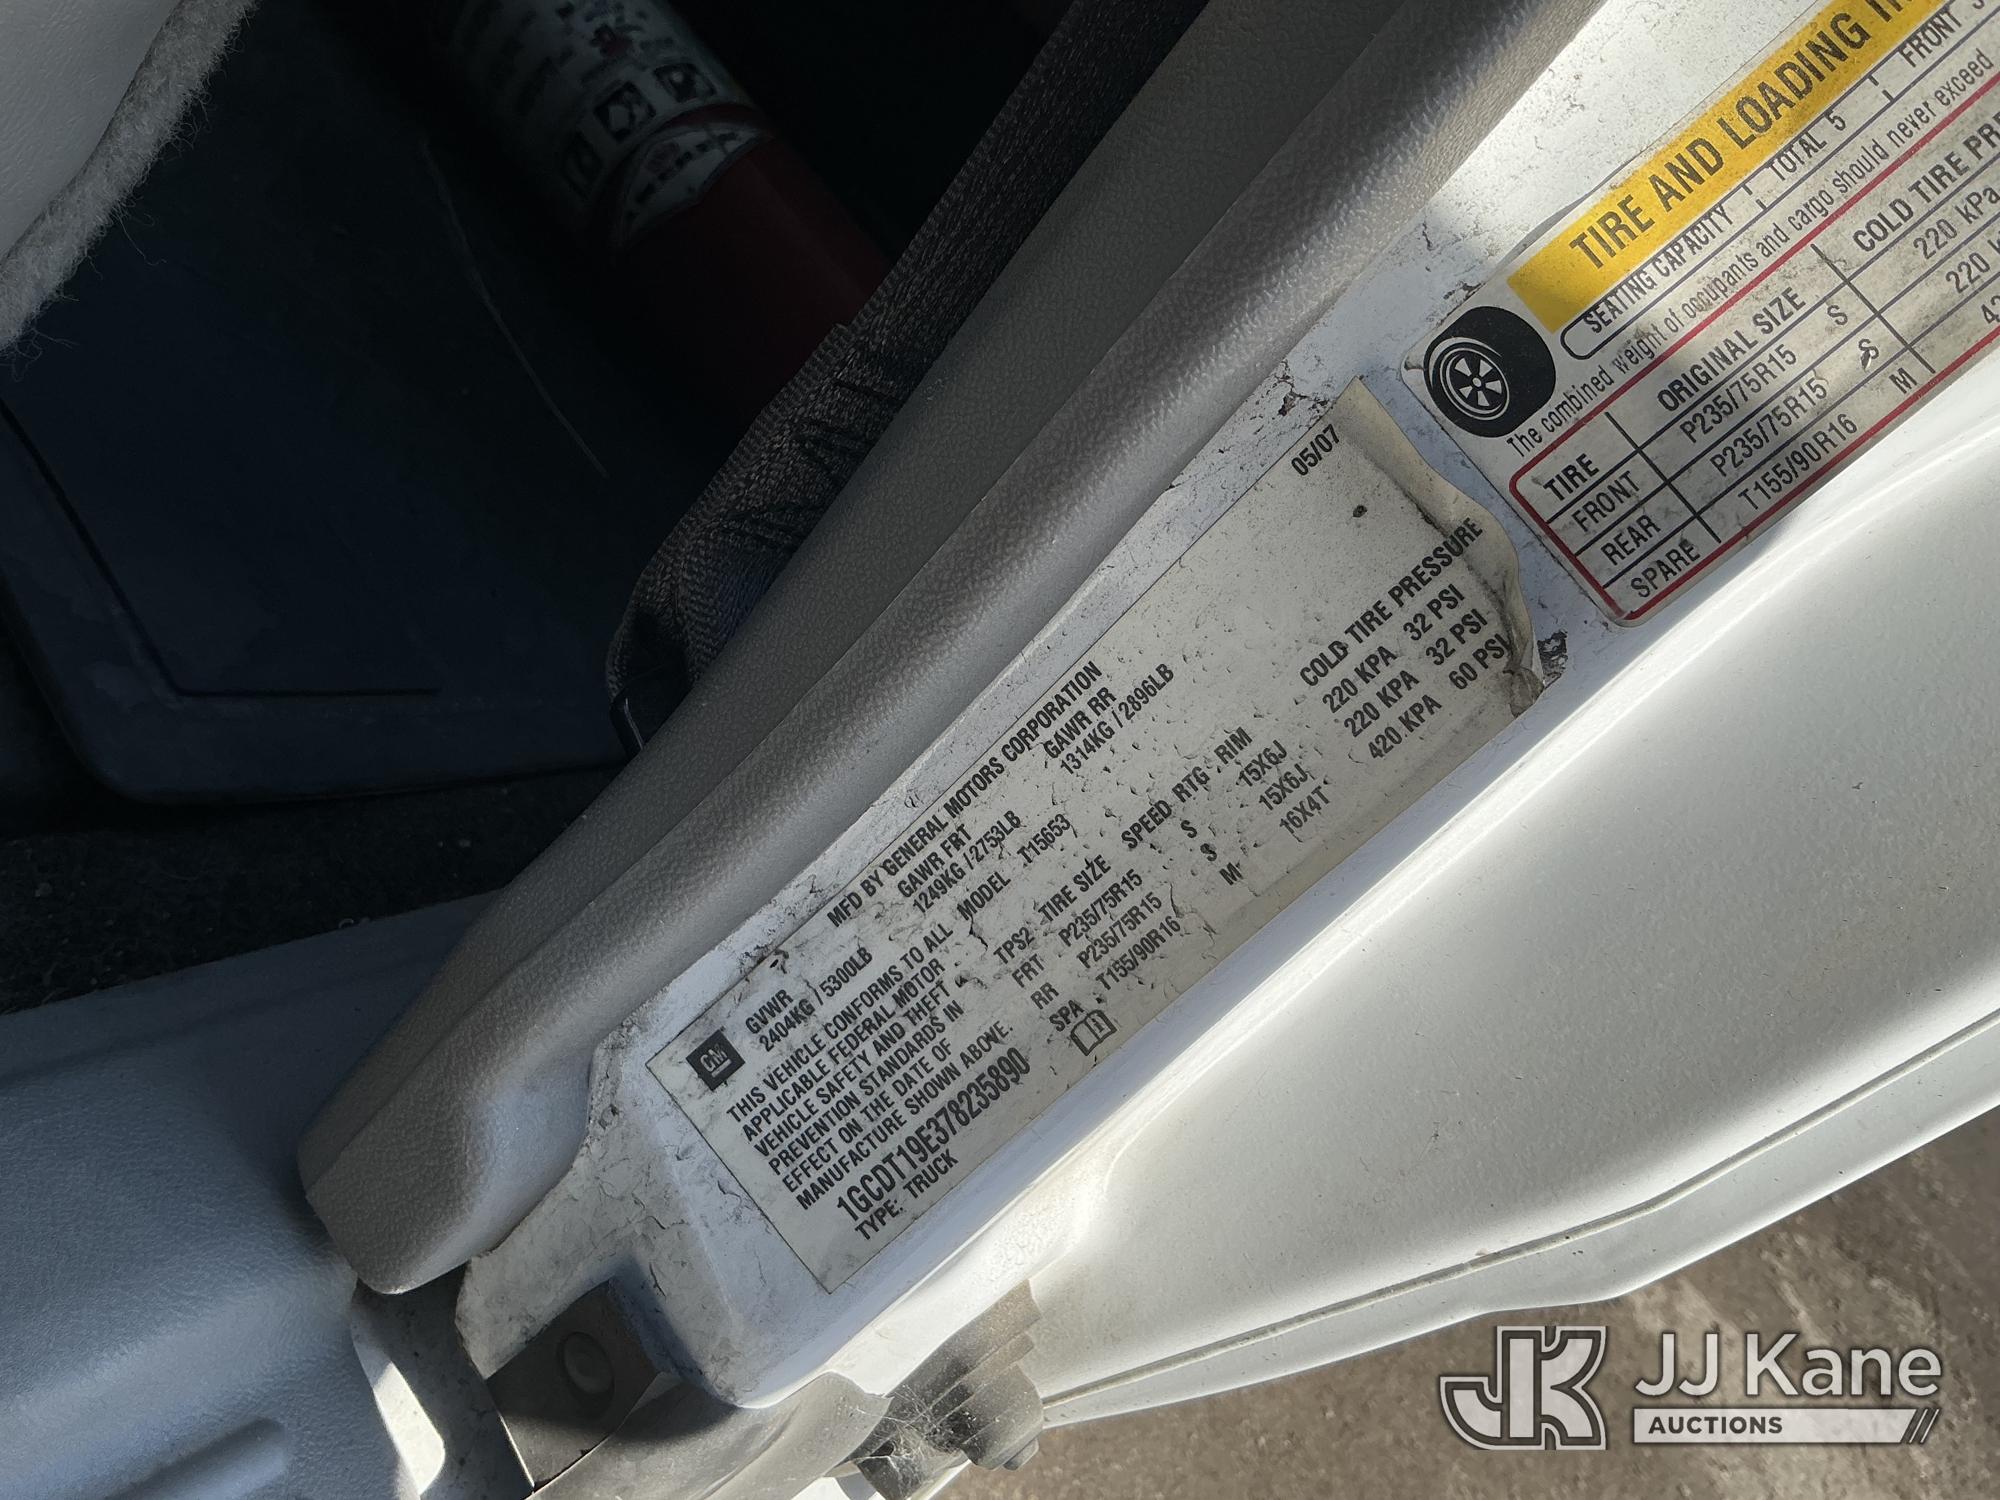 TIRE AND LOADING
SEATING CAPACITY TOTAL 5 FRONT
The combined weight of occupants and cargo should never exceed
TIRE ORIGINAL SIZE COLD TIRE
FRONT P235/75R15 S 220 kPa
REAR P235/75R15 S 220
SPARE T155/90R16 M
MFD BY GENERAL MOTORS CORPORATION 05/07
GM
GVWR GAWR FRT GAWR RR
2404KG / 5300LB 1249KG / 2753LB 1314KG / 2896LB
THIS VEHICLE CONFORMS TO ALL
APPLICABLE FEDERAL MOTOR
VEHICLE SAFETY AND THEFT
PREVENTION STANDARDS IN
EFFECT ON THE DATE OF
MANUFACTURE SHOWN ABOVE.
1GCDT19E378235890
TYPE: TRUCK
MODEL T15653
TPS2 TIRE SIZE SPEED RTG RIM COLD TIRE PRESSURE
FRT P235/75R15 S 15X6J 220 KPA 32 PSI
RR P235/75R15 S 15X6J 220 KPA 32 PSI
SPA T155/90R16 M 16X4T 420 KPA 60 PSI
JK JJ Kane
AUCTIONS